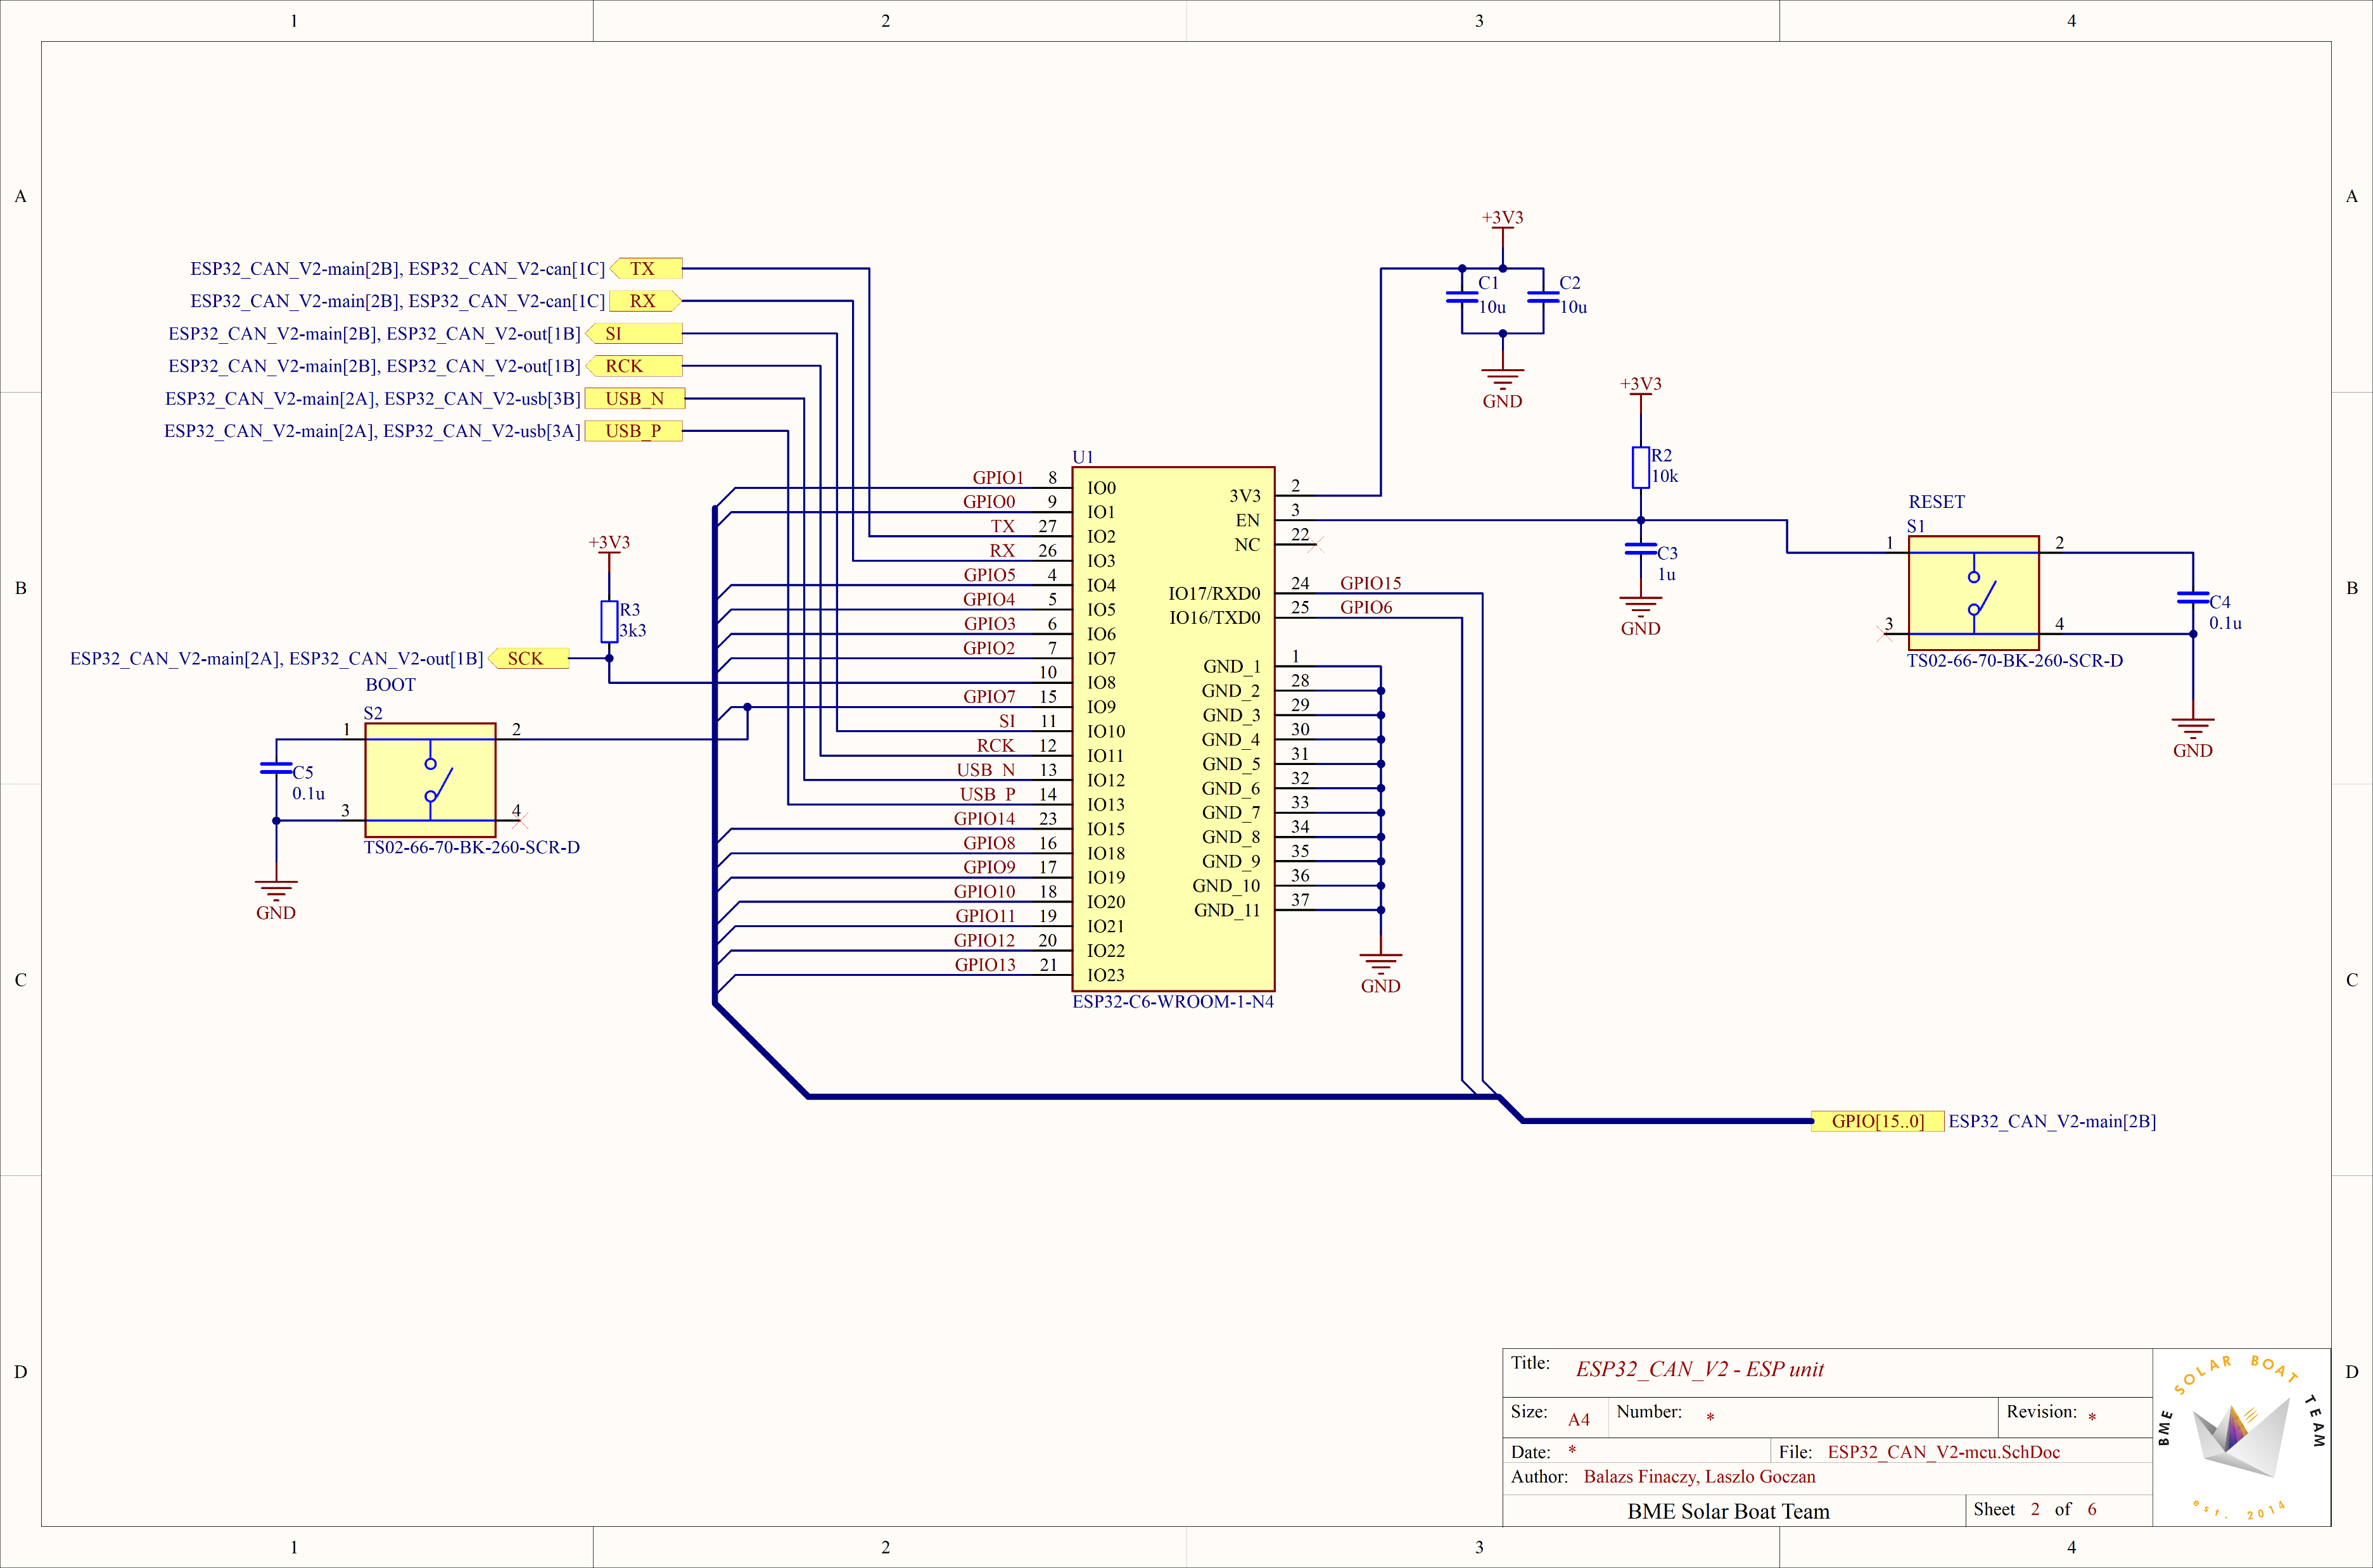 1 2 3 4
A A
+3V3
ESP32_CAN_V2-main[2B], ESP32_CAN_V2-can[1C] TX
C1 C2
10u 10u
ESP32_CAN_V2-main[2B], ESP32_CAN_V2-can[1C] RX
ESP32_CAN_V2-main[2B], ESP32_CAN_V2-out[1B] SI
ESP32_CAN_V2-main[2B], ESP32_CAN_V2-out[1B] RCK
ESP32_CAN_V2-main[2A], ESP32_CAN_V2-usb[3B] USB_N
ESP32_CAN_V2-main[2A], ESP32_CAN_V2-usb[3A] USB_P
GND
+3V3
R2
10k
C3
1u
GND
RESET
S1
1 2
3 4
TS02-66-70-BK-260-SCR-D
C4
0.1u
GND
B B
+3V3
R3
3k3
ESP32_CAN_V2-main[2A], ESP32_CAN_V2-out[1B] SCK
BOOT
S2
1 2
3 4
TS02-66-70-BK-260-SCR-D
C5
0.1u
GND
U1
GPIO1 8 IO0
GPIO0 9 IO1
TX 27 IO2
RX 26 IO3
GPIO5 4 IO4
GPIO4 5 IO5
GPIO3 6 IO6
GPIO2 7 IO7
10 IO8
GPIO7 15 IO9
SI 11 IO10
RCK 12 IO11
USB_N 13 IO12
USB_P 14 IO13
GPIO14 23 IO15
GPIO8 16 IO18
GPIO9 17 IO19
GPIO10 18 IO20
GPIO11 19 IO21
GPIO12 20 IO22
GPIO13 21 IO23
3V3 2
EN 3
NC 22
IO17/RXD0 24 GPIO15
IO16/TXD0 25 GPIO6
GND_1 1
GND_2 28
GND_3 29
GND_4 30
GND_5 31
GND_6 32
GND_7 33
GND_8 34
GND_9 35
GND_10 36
GND_11 37
GND
ESP32-C6-WROOM-1-N4
C C
GPIO[15..0] ESP32_CAN_V2-main[2B]
D D
Title: ESP32_CAN_V2 - ESP unit
Size: A4 Number: * Revision: *
Date: * File: ESP32_CAN_V2-mcu.SchDoc
Author: Balazs Finaczy, Laszlo Goczan
BME Solar Boat Team Sheet 2 of 6
BME SOLAR BOAT TEAM
est. 2014
1 2 3 4